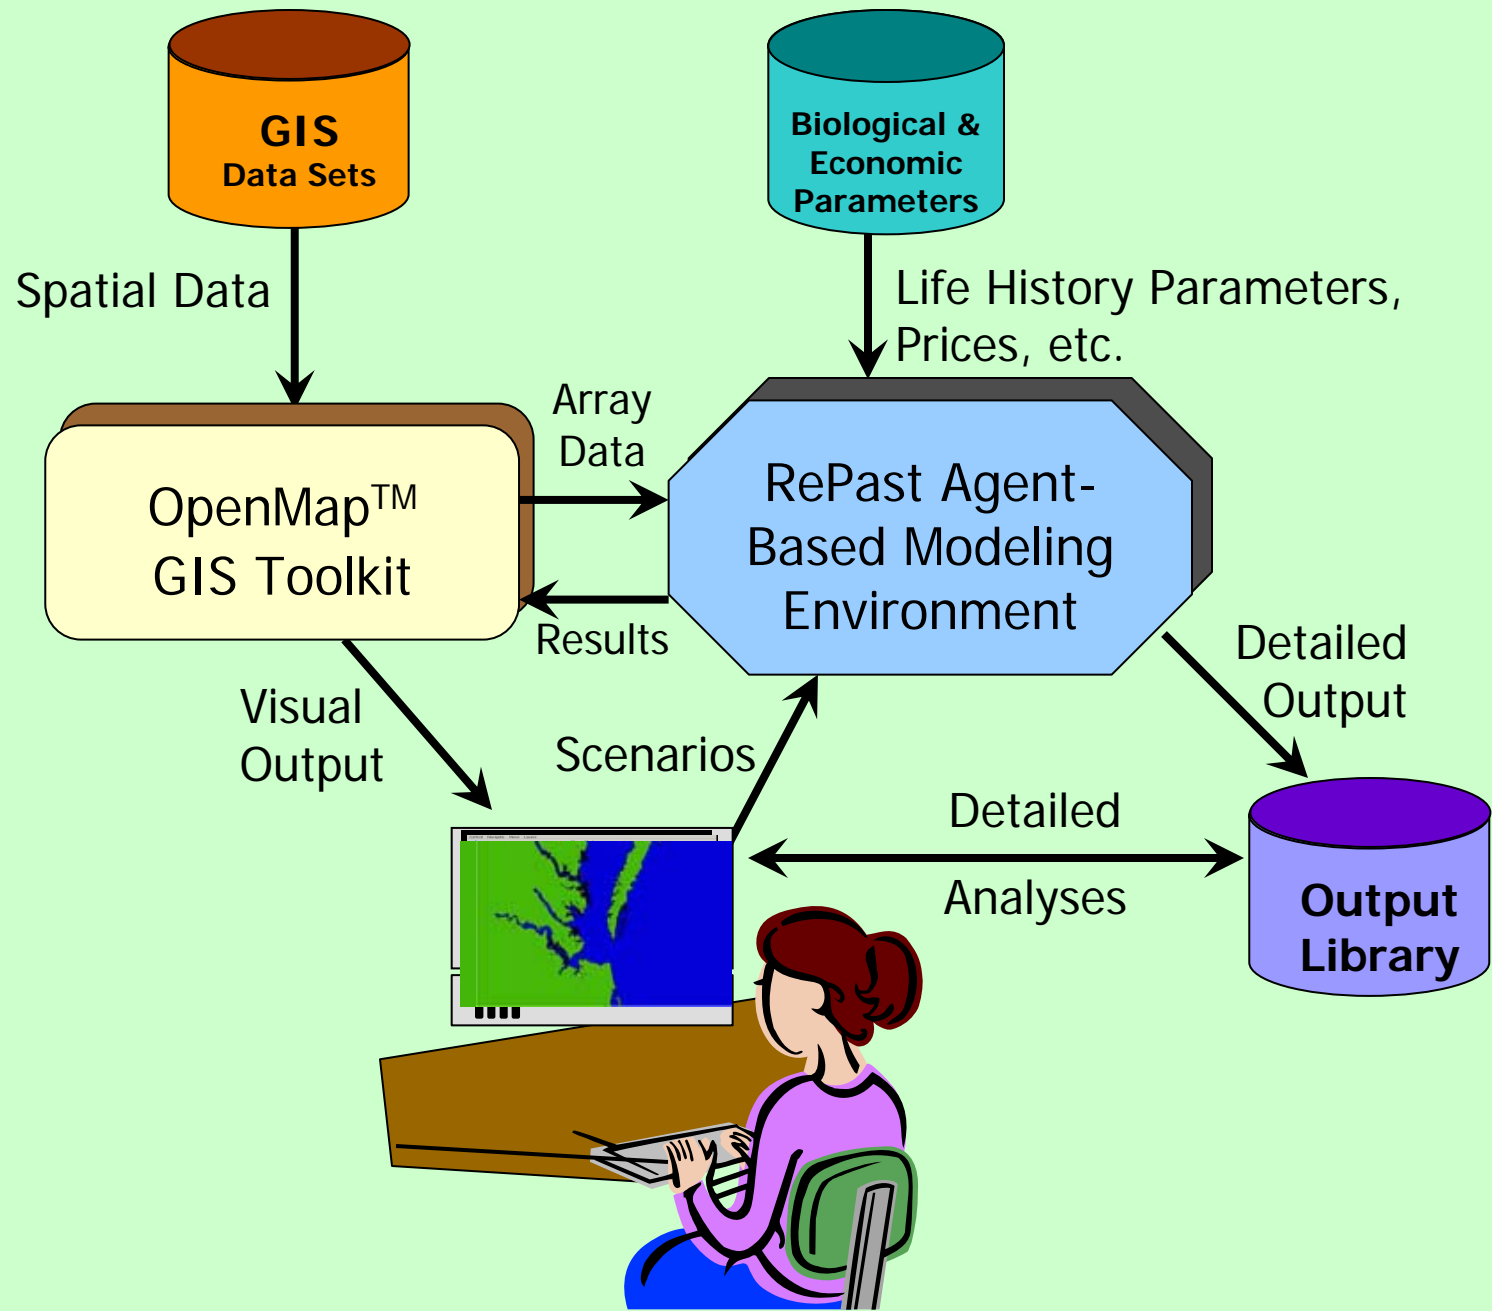 GIS
Data Sets
Biological &
Economic
Parameters
Spatial Data
Life History Parameters,
Prices, etc.
Array
Data
OpenMap™
GIS Toolkit
RePast Agent-
Based Modeling
Environment
Results
Detailed
Output
Visual
Output
Scenarios
Detailed
Analyses
Output
Library